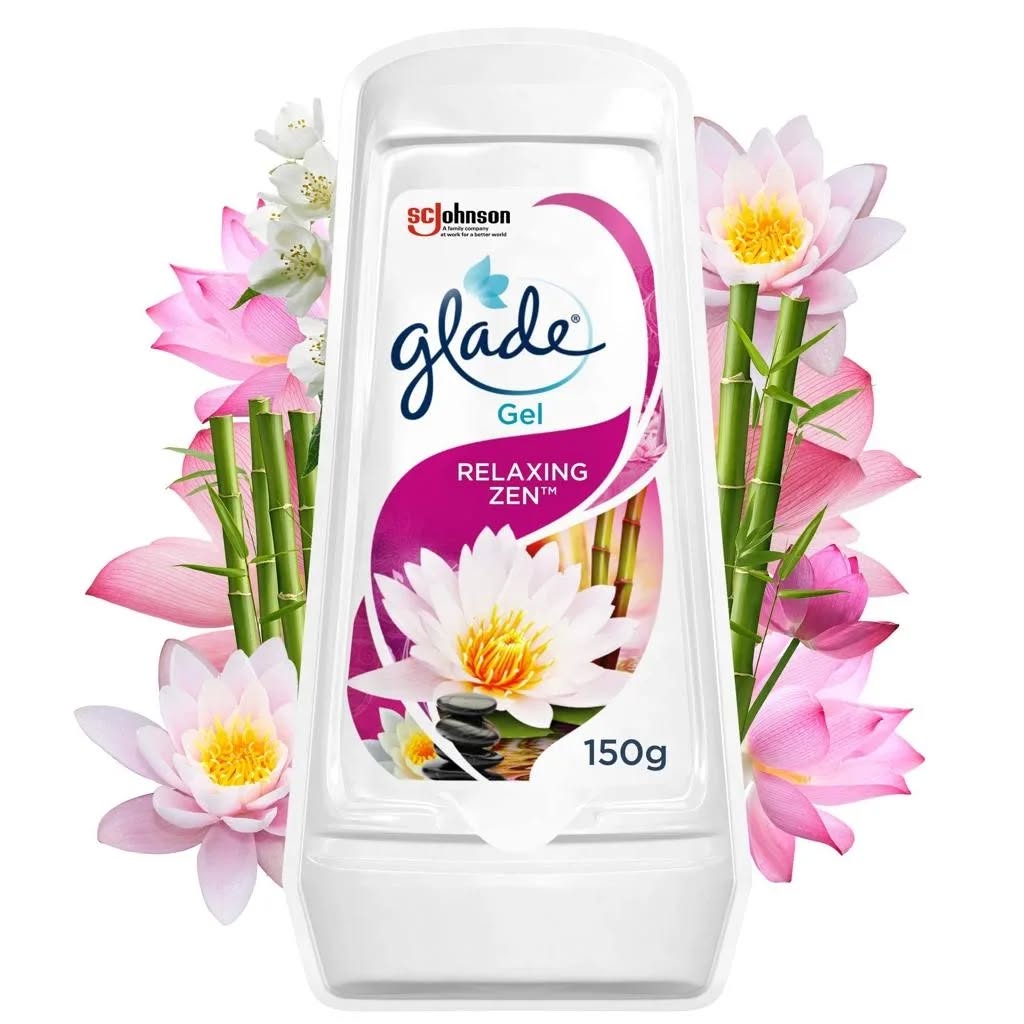 SCJohnson
A family company
at work for a better world
glade®
Gel
RELAXING
ZEN™
150g